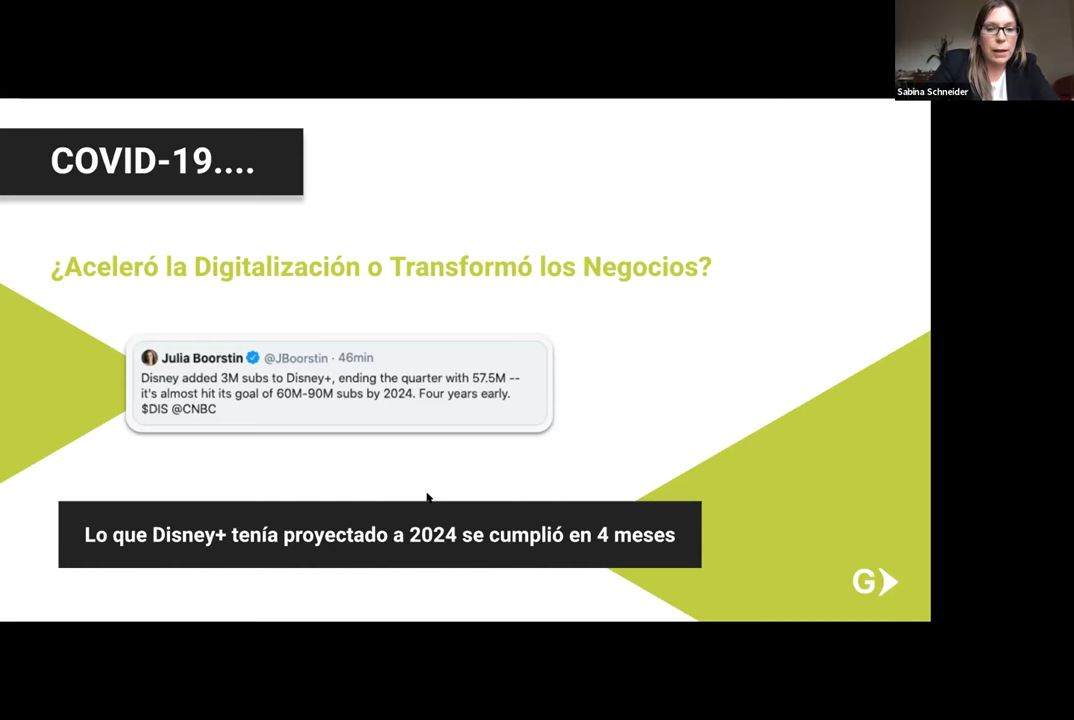 Sabina Schneider
COVID-19....
¿Aceleró la Digitalización o Transformó los Negocios?
Julia Boorstin @JBoorstin · 46min
Disney added 3M subs to Disney+, ending the quarter with 57.5M --
it's almost hit its goal of 60M-90M subs by 2024. Four years early.
$DIS @CNBC
Lo que Disney+ tenía proyectado a 2024 se cumplió en 4 meses
G